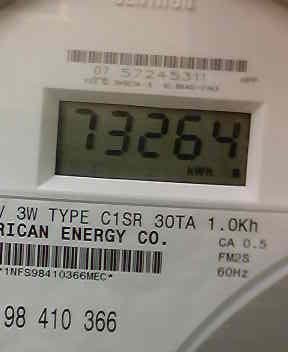 07 57245311
73264
KWH
V 3W TYPE C1SR 30TA 1.0Kh
RICAN ENERGY CO.
CA 0.5
FM2S
60Hz
*1NFS98410366MEC*
98 410 366